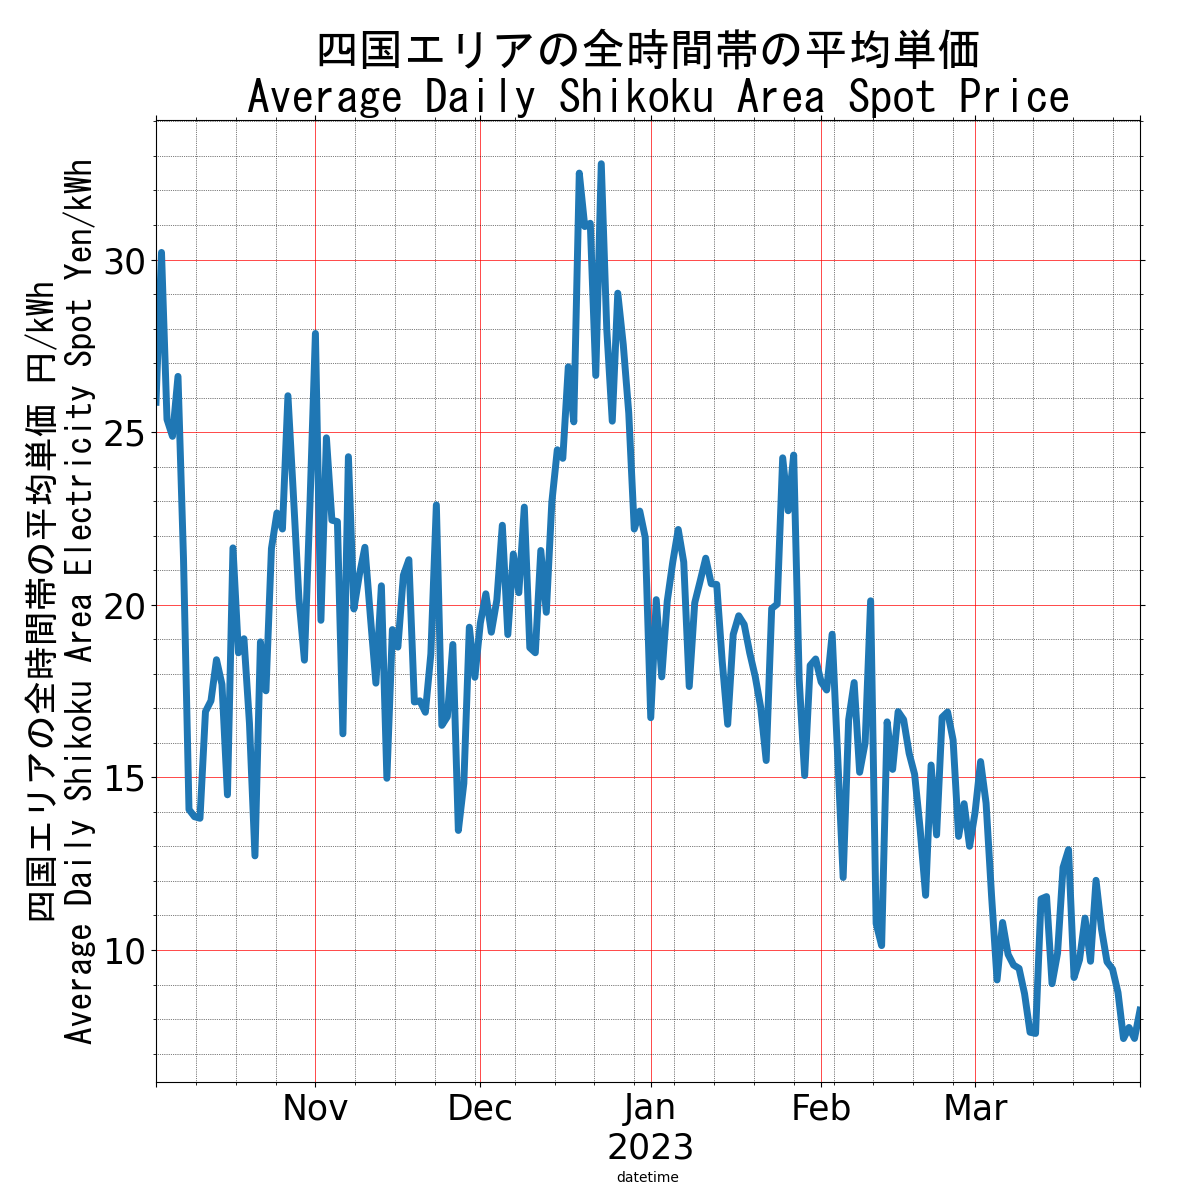 四国エリアの全時間帯の平均単価
Average Daily Shikoku Area Spot Price
四国エリアの全時間帯の平均単価 円/kWh
Average Daily Shikoku Area Electricity Spot Yen/kWh
30
25
20
15
10
Nov
Dec
Jan
2023
Feb
Mar
datetime